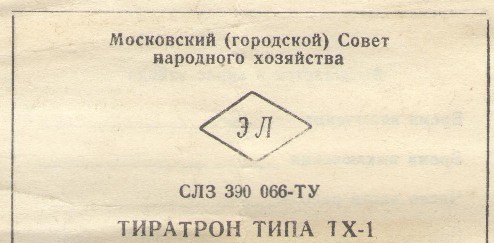 Московский (городской) Совет
народного хозяйства
ЭЛ
СЛЗ 390 066-ТУ
ТИРАТРОН ТИПА ТХ-1